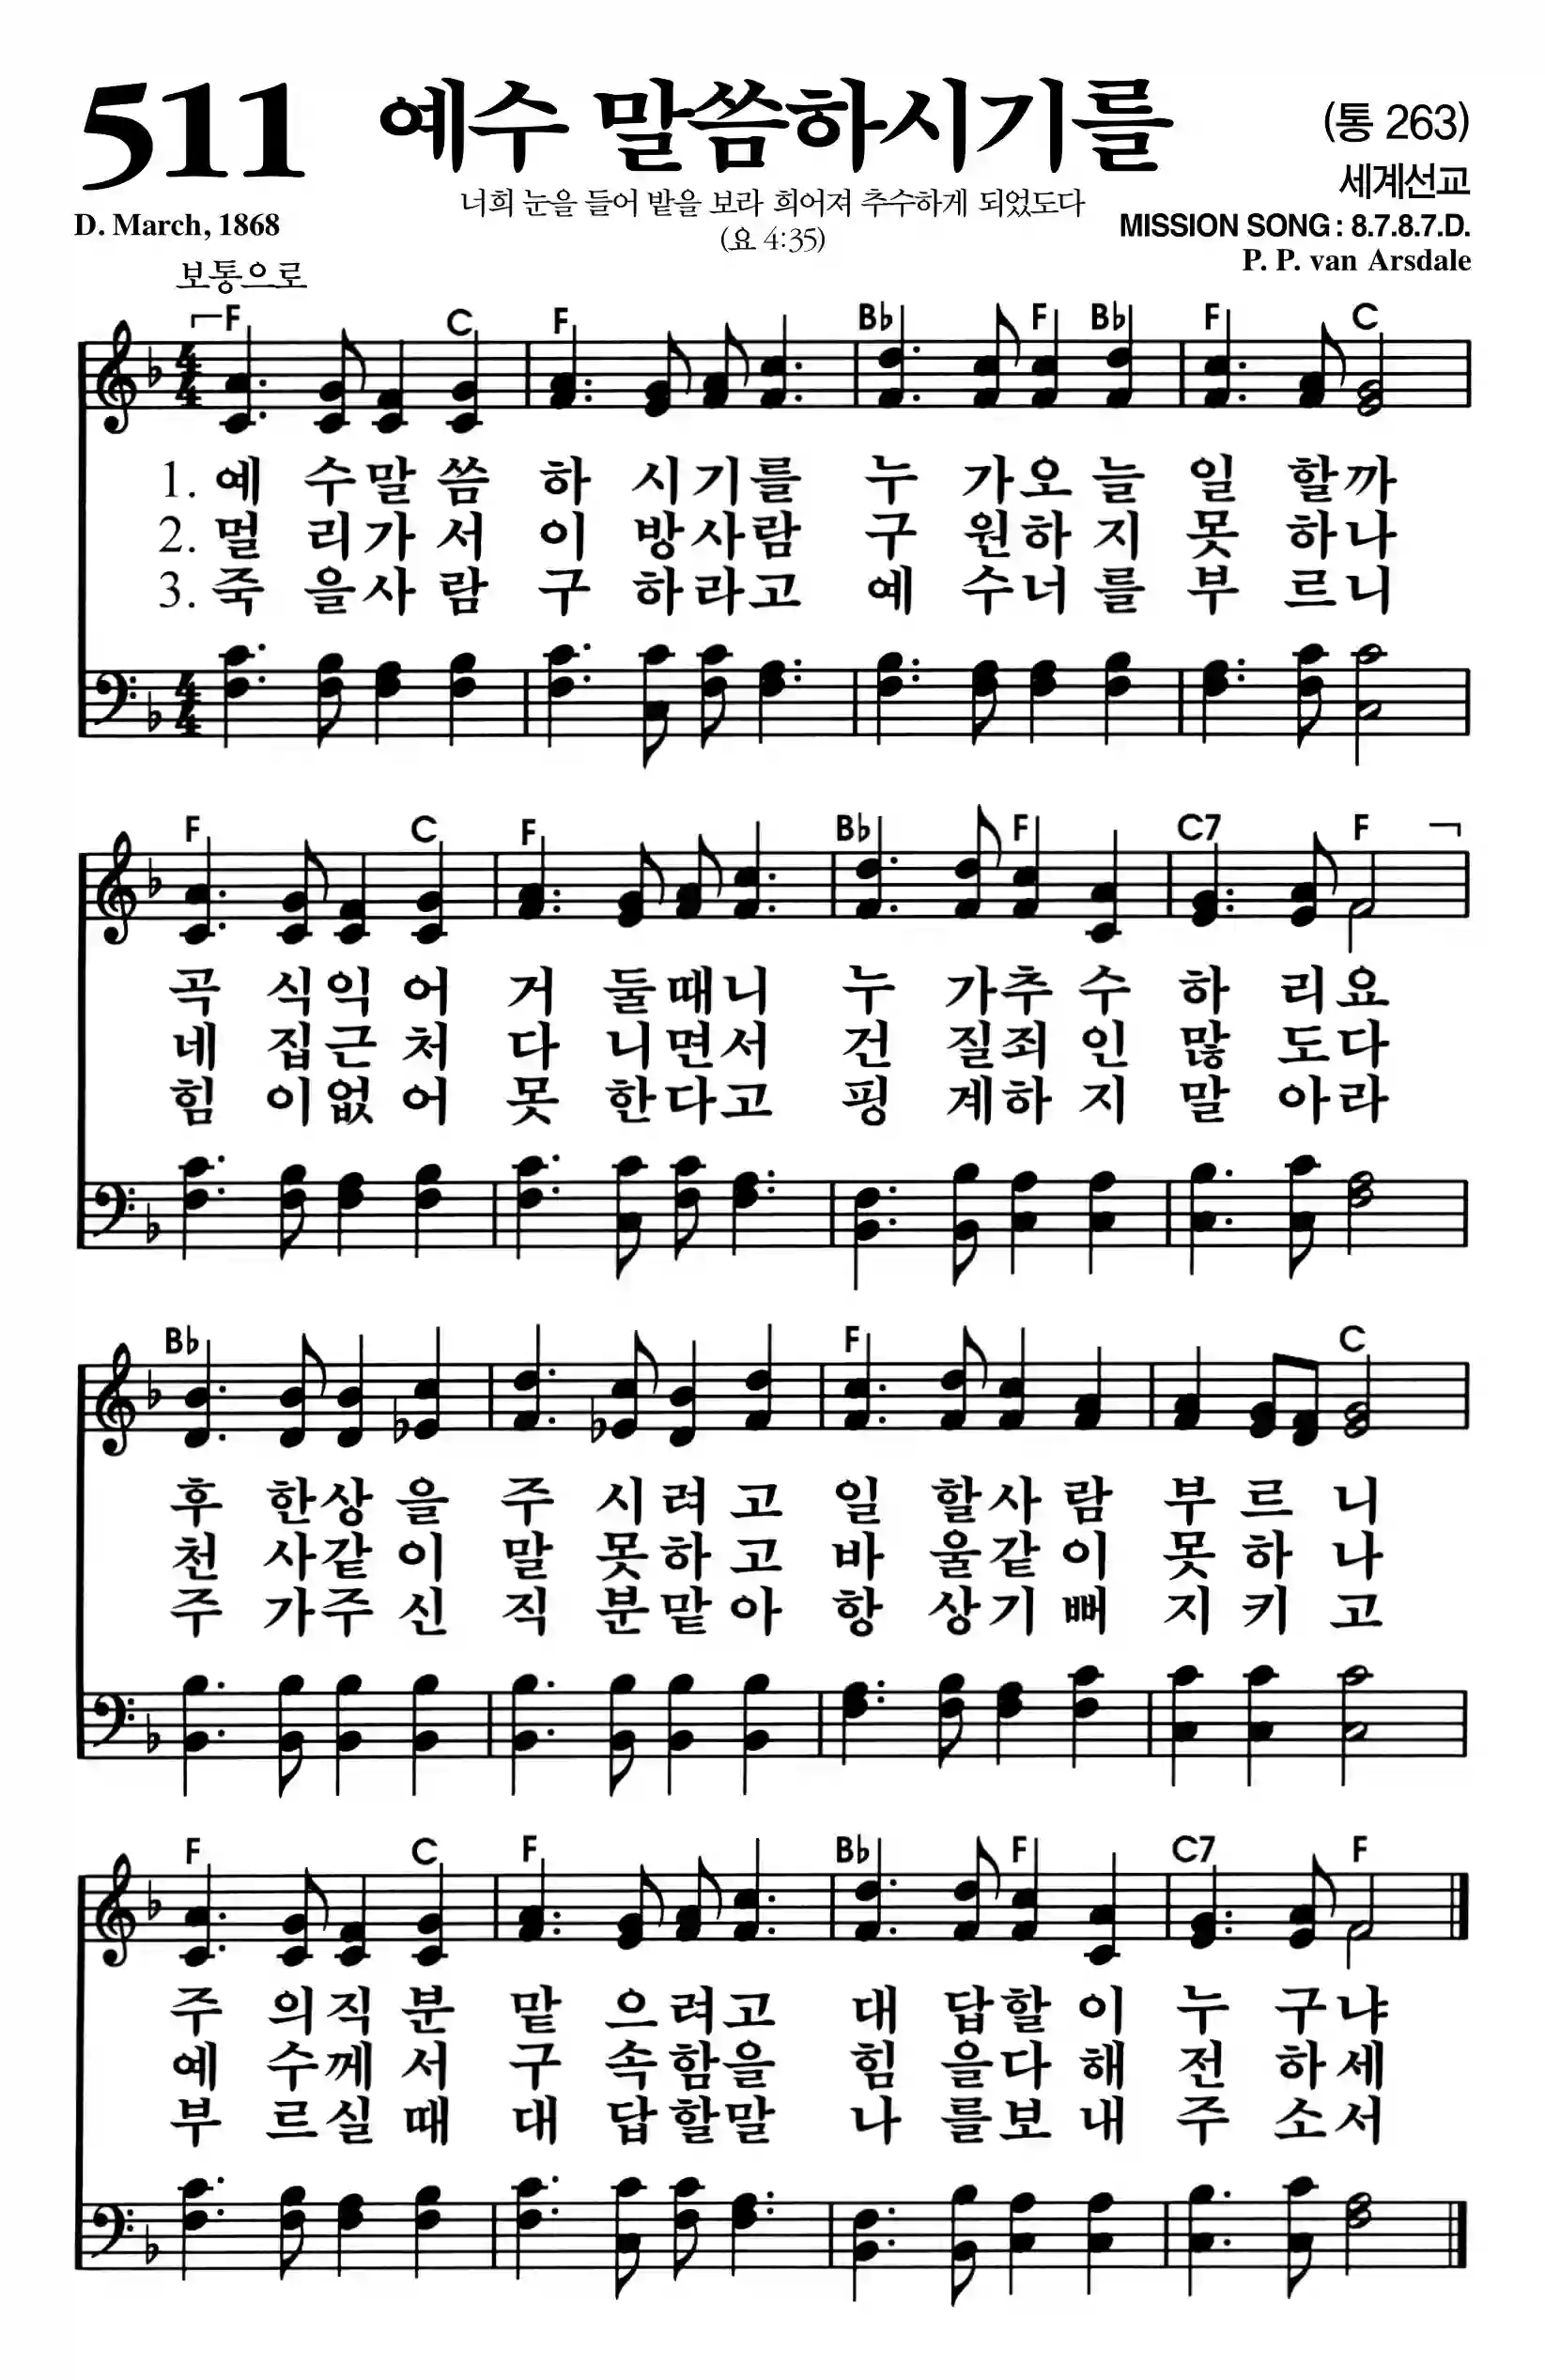 511 예수 말씀하시기를 (통 263)
너희 눈을 들어 밭을 보라 희어져 추수하게 되었도다
(요 4:35)
세계선교
D. March, 1868
MISSION SONG : 8.7.8.7.D.
P. P. van Arsdale
보통으로
F C F B♭ F B♭ F C
1. 예 수말 씀 하 시기를 누 가오 늘 일 할까
2. 멀 리가 서 이 방사람 구 원하 지 못 하나
3. 죽 을사 람 구 하라고 예 수너 를 부 르니
F C F B♭ F C7 F
곡 식익 어 거 둘때니 누 가추 수 하 리요
네 집근 처 다 니면서 건 질죄 인 많 도다
힘 이없 어 못 한다고 핑 계하 지 말 아라
B♭ F C
후 한상 을 주 시 려 고 일 할사 람 부 르 니
천 사같 이 말 못하 고 바 울같 이 못 하 나
주 가주 신 직 분맡 아 항 상기 뻐 지 키 고
F C F B♭ F C7 F
주 의직 분 맡 으려고 대 답할 이 누 구냐
예 수께 서 구 속함을 힘 을다 해 전 하세
부 르실 때 대 답할말 나 를보 내 주 소서